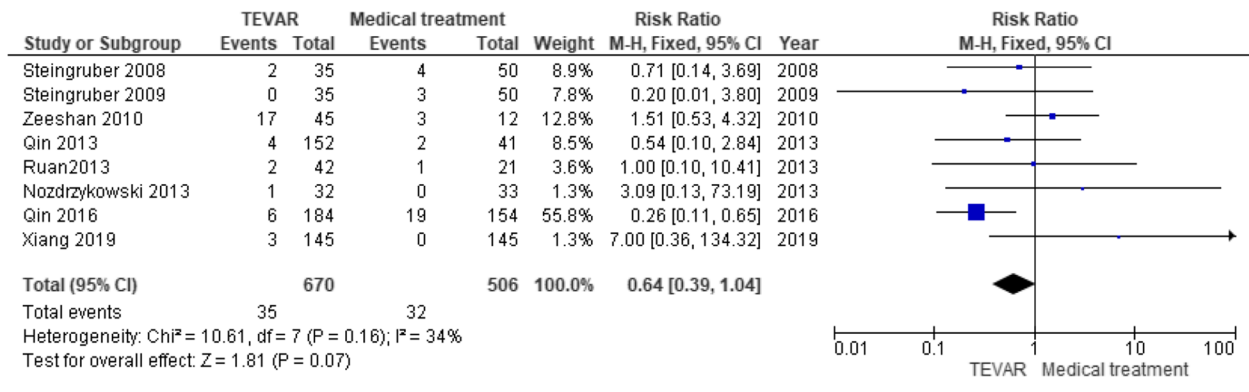 TEVAR Medical treatment Risk Ratio Risk Ratio
Study or Subgroup Events Total Events Total Weight M-H, Fixed, 95% CI Year M-H, Fixed, 95% CI
Steingruber 2008 2 35 4 50 8.9% 0.71 [0.14, 3.69] 2008
Steingruber 2009 0 35 3 50 7.8% 0.20 [0.01, 3.80] 2009
Zeeshan 2010 17 45 3 12 12.8% 1.51 [0.53, 4.32] 2010
Qin 2013 4 152 2 41 8.5% 0.54 [0.10, 2.84] 2013
Ruan2013 2 42 1 21 3.6% 1.00 [0.10, 10.41] 2013
Nozdrzykowski 2013 1 32 0 33 1.3% 3.09 [0.13, 73.19] 2013
Qin 2016 6 184 19 154 55.8% 0.26 [0.11, 0.65] 2016
Xiang 2019 3 145 0 145 1.3% 7.00 [0.36, 134.32] 2019
Total (95% CI) 670 506 100.0% 0.64 [0.39, 1.04]
Total events 35 32
Heterogeneity: Chi² = 10.61, df = 7 (P = 0.16); I² = 34%
Test for overall effect: Z = 1.81 (P = 0.07)
0.01 0.1 1 10 100
TEVAR Medical treatment